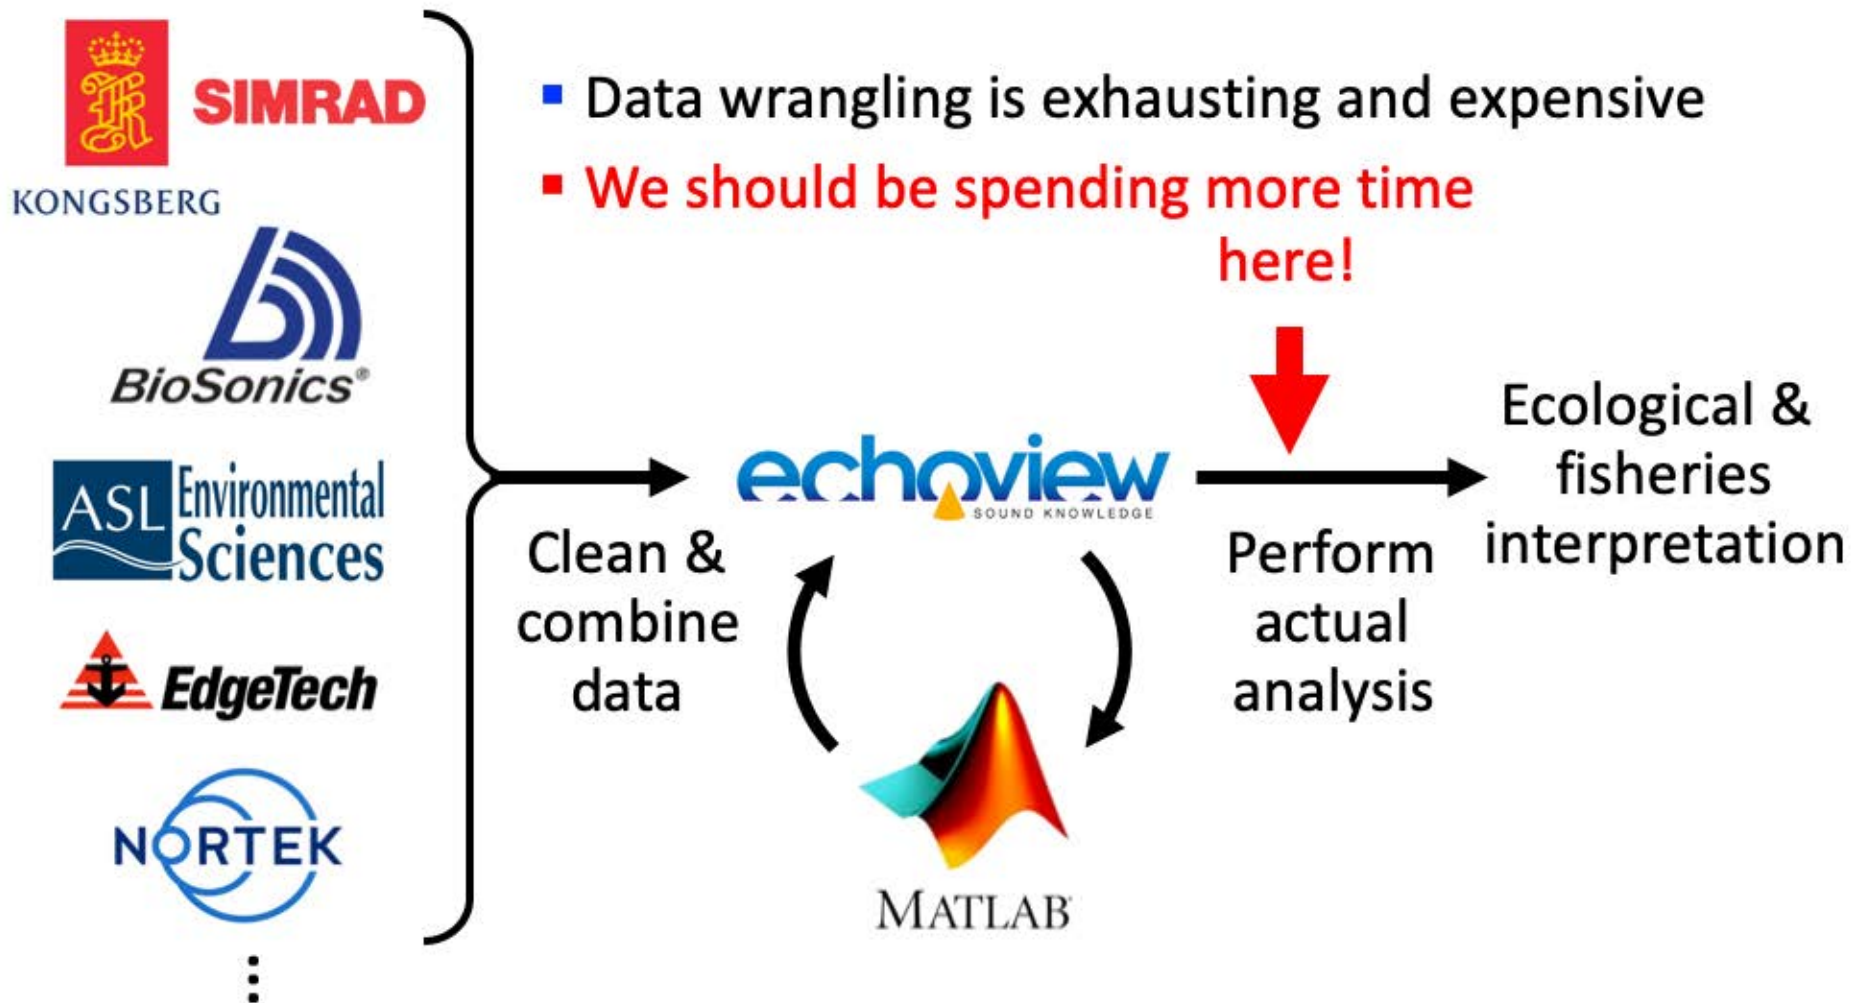 SIMRAD
KONGSBERG
BioSonics®
ASL Environmental
Sciences
EdgeTech
NORTEK
Data wrangling is exhausting and expensive
We should be spending more time
here!
Clean &
combine
data
echoview
SOUND KNOWLEDGE
MATLAB
Perform
actual
analysis
Ecological &
fisheries
interpretation